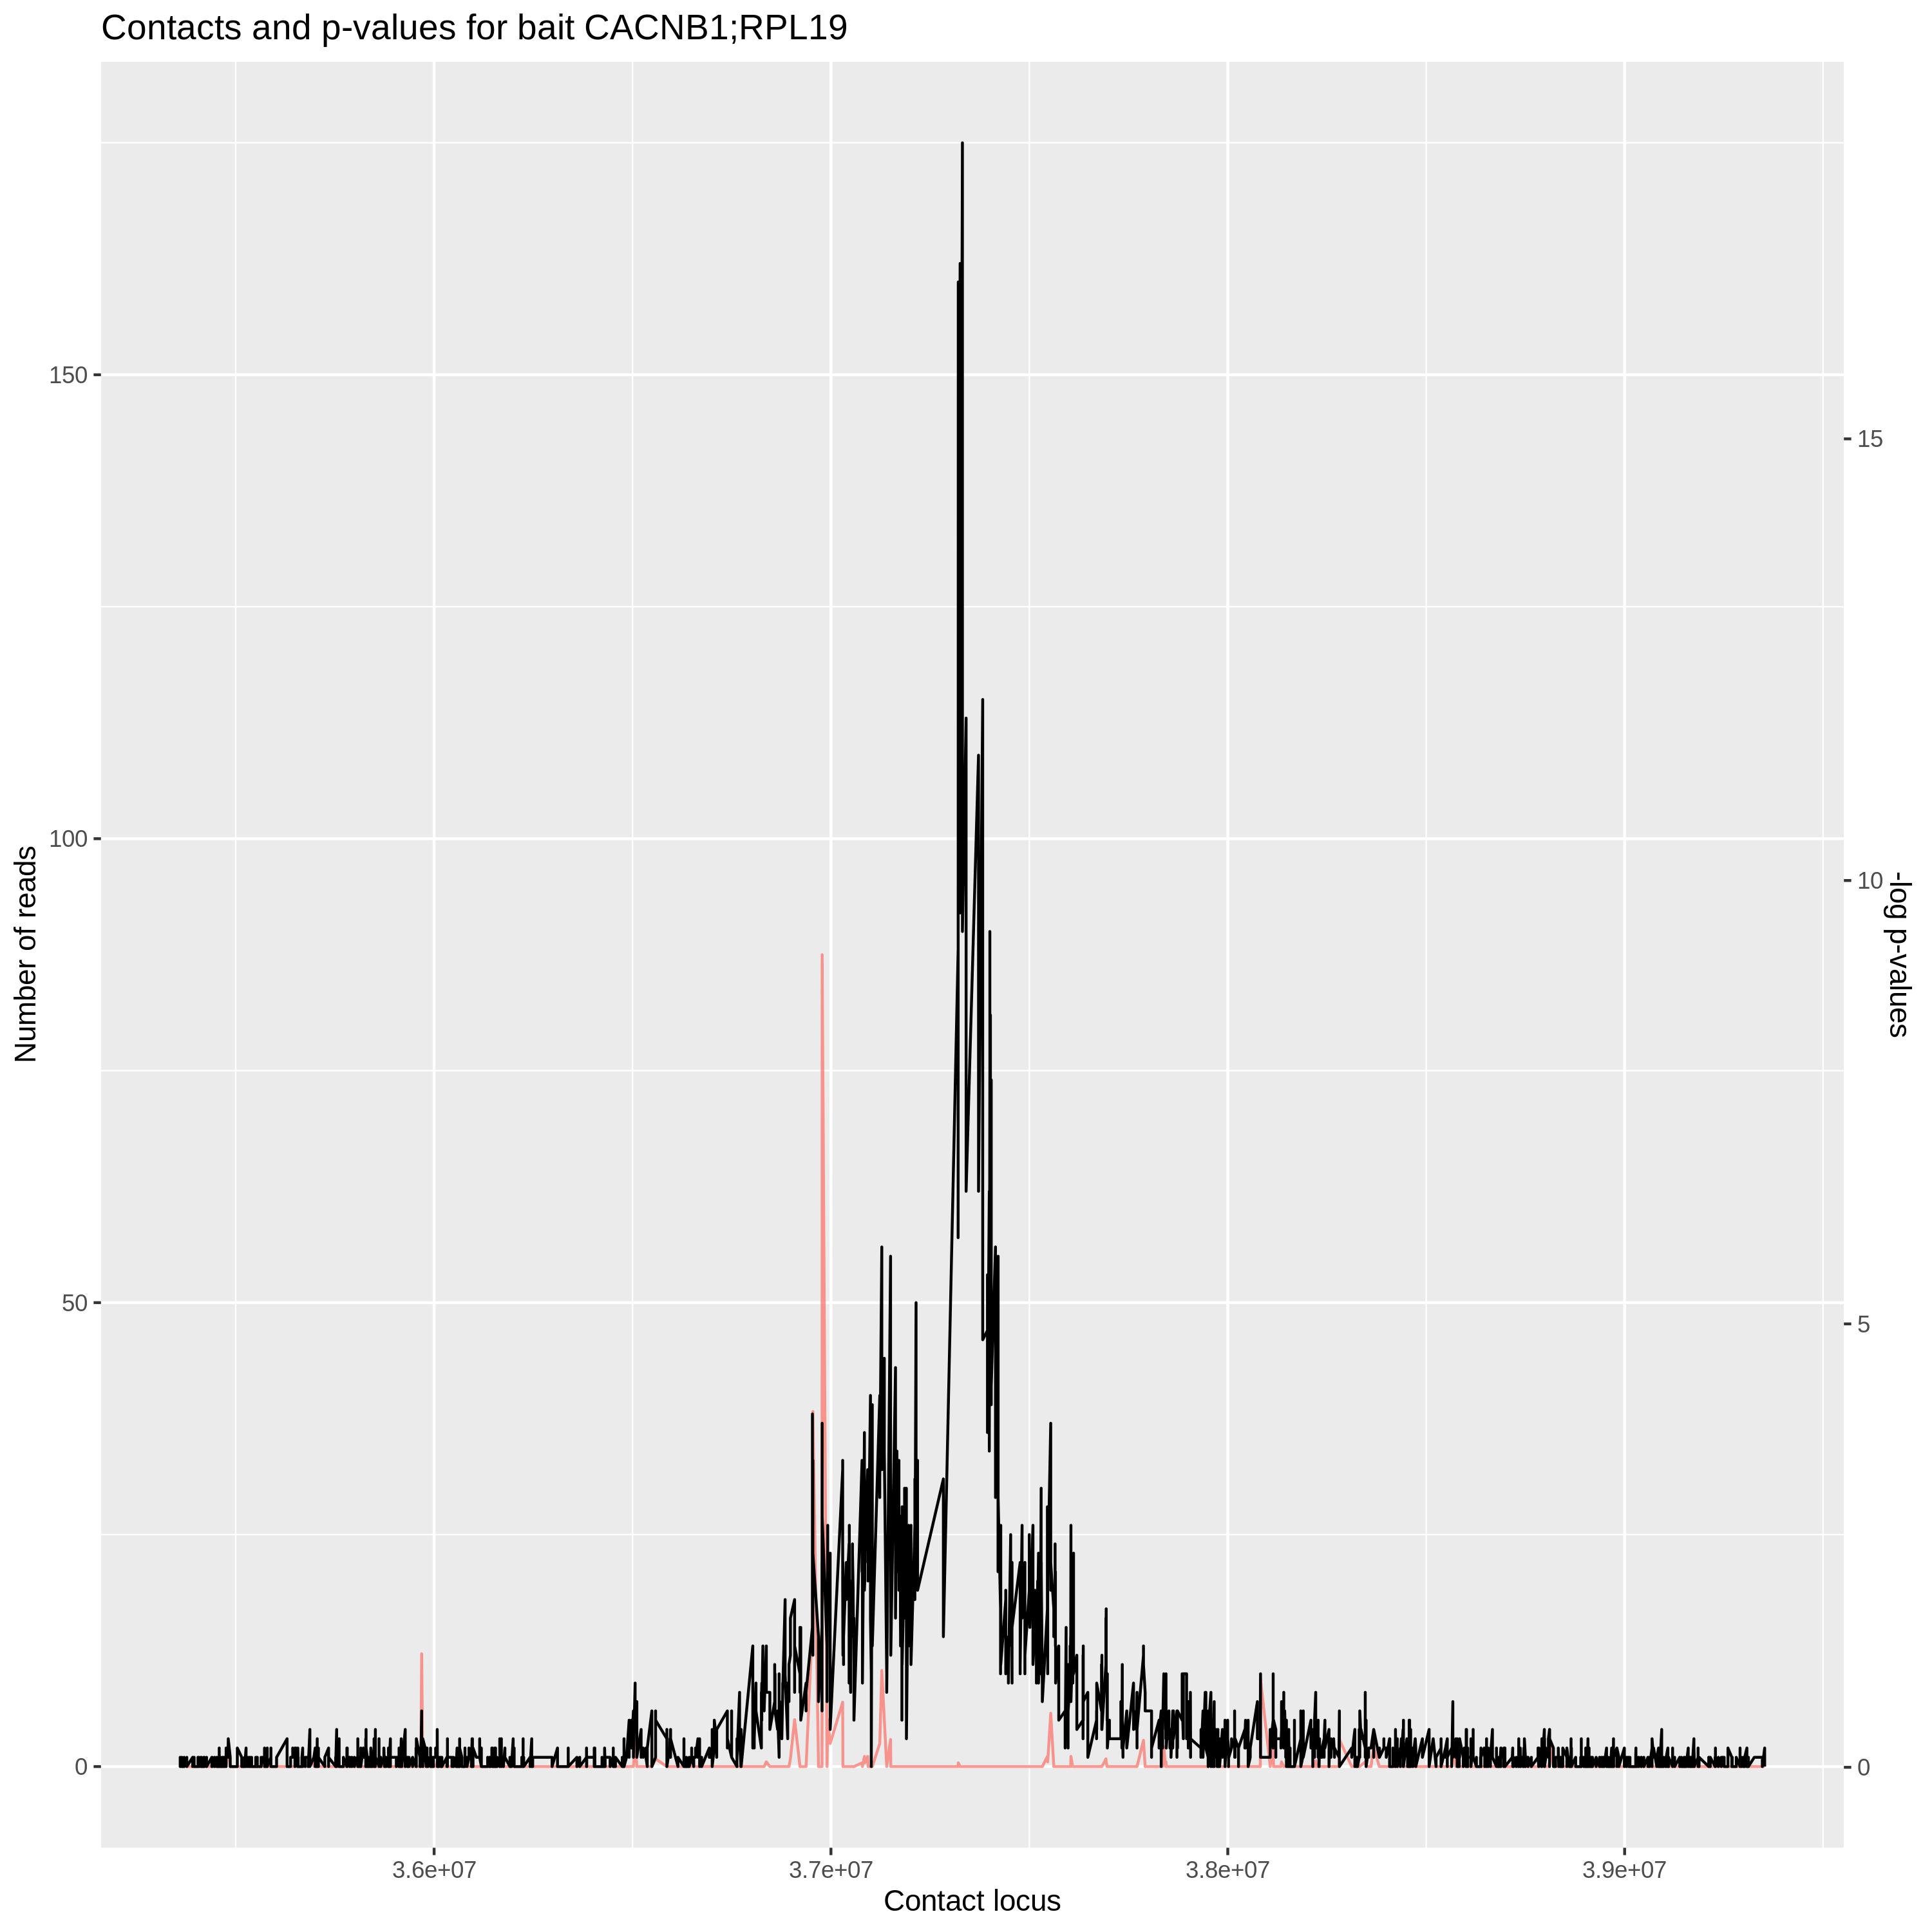 Contacts and p-values for bait CACNB1;RPL19
150
100
50
0
Number of reads
15
10
5
0
-log p-values
3.6e+07
3.7e+07
3.8e+07
3.9e+07
Contact locus